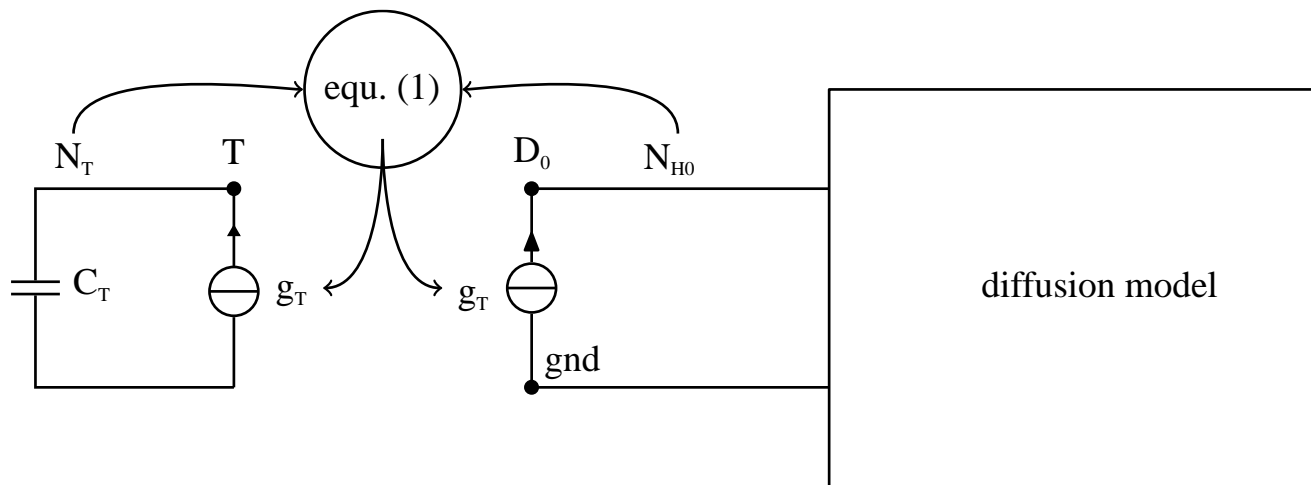 equ. (1)
N_T T D_0 N_H0
C_T g_T g_T diffusion model
gnd